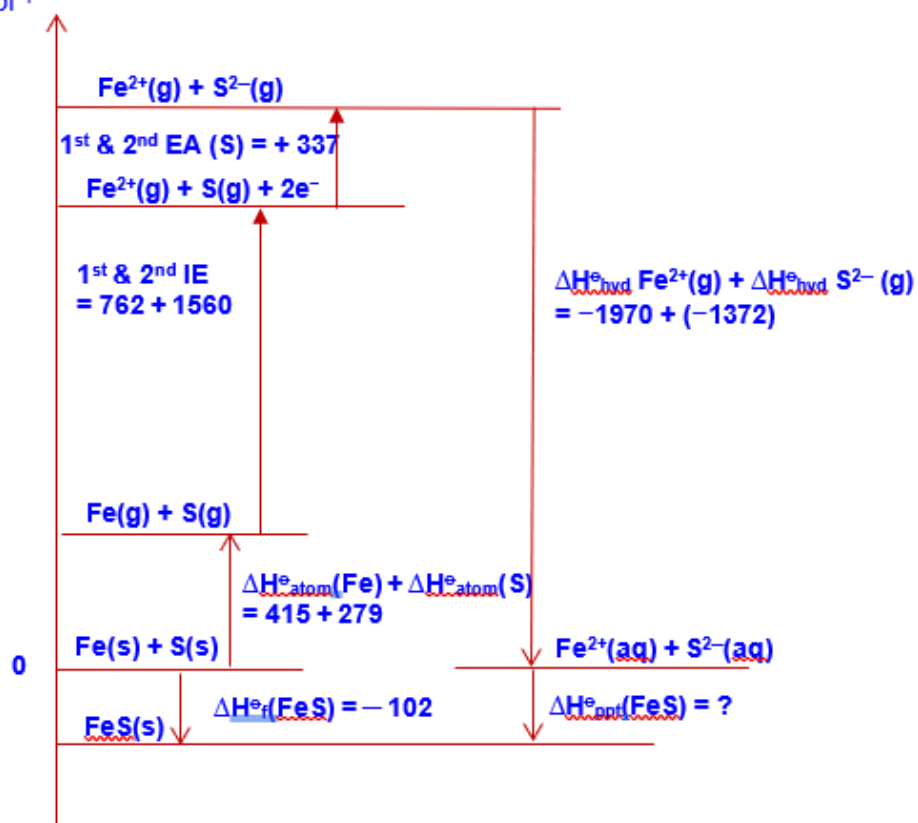 Fe²⁺(g) + S²⁻(g)
1ˢᵗ & 2ⁿᵈ EA (S) = + 337
Fe²⁺(g) + S(g) + 2e⁻
1ˢᵗ & 2ⁿᵈ IE
= 762 + 1560
ΔH°hyd Fe²⁺(g) + ΔH°hyd S²⁻ (g)
= −1970 + (−1372)
Fe(g) + S(g)
ΔH°atom(Fe) + ΔH°atom(S)
= 415 + 279
Fe(s) + S(s)
0
Fe²⁺(aq) + S²⁻(aq)
ΔH°f(FeS) = − 102
ΔH°ppt(FeS) = ?
FeS(s)